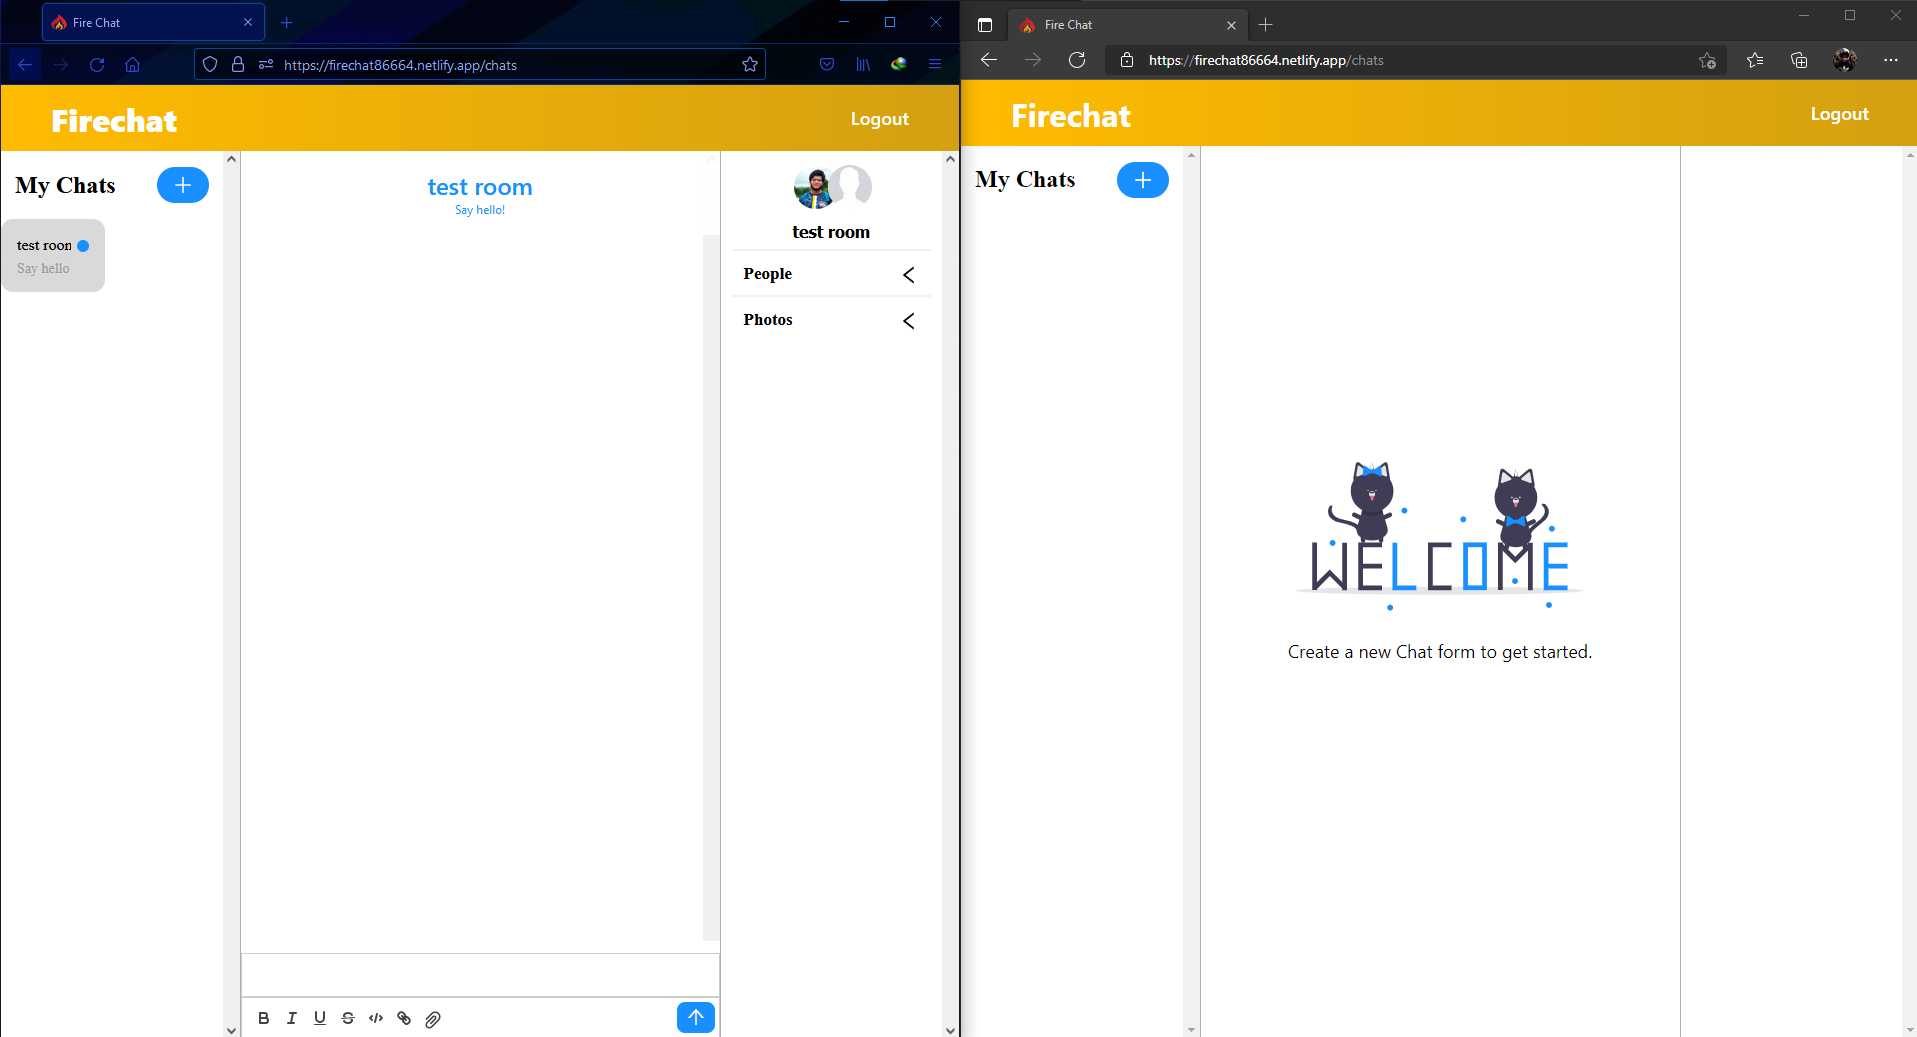 Fire Chat
https://firechat86664.netlify.app/chats
Firechat
Logout
My Chats
test room
Say hello
test room
Say hello!
test room
People
Photos
B I U S </>
Fire Chat
https://firechat86664.netlify.app/chats
Firechat
Logout
My Chats
WELCOME
Create a new Chat form to get started.